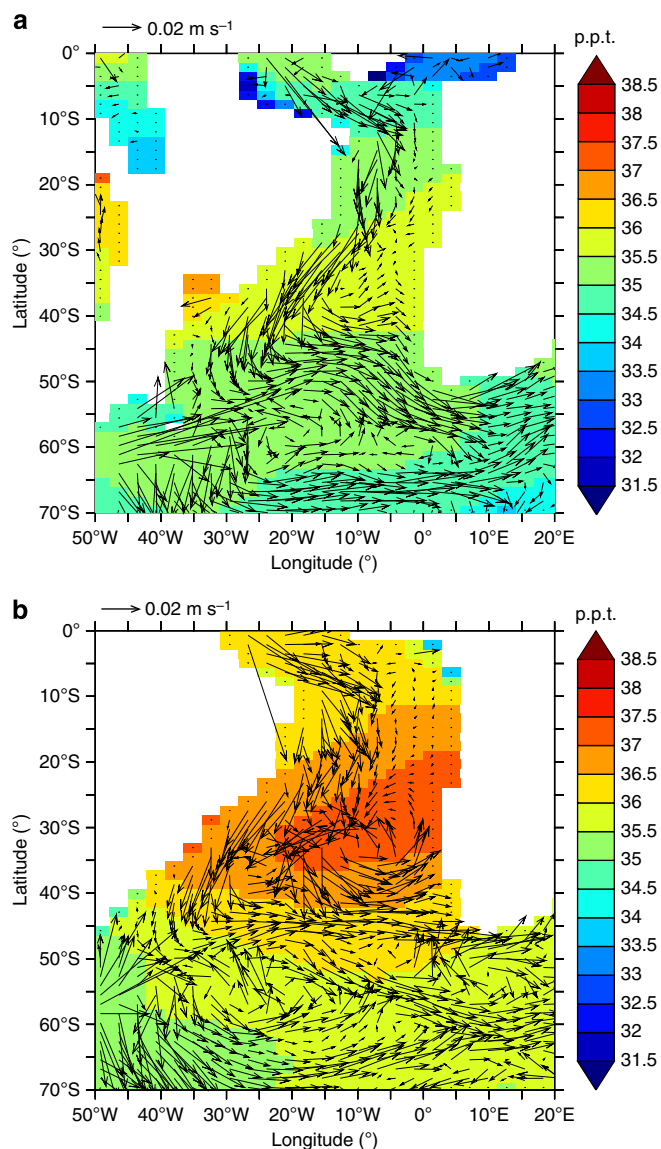 a
0.02 m s⁻¹
p.p.t.
0°
10°S
20°S
30°S
40°S
50°S
60°S
70°S
Latitude (°)
50°W 40°W 30°W 20°W 10°W 0° 10°E 20°E
Longitude (°)
38.5
38
37.5
37
36.5
36
35.5
35
34.5
34
33.5
33
32.5
32
31.5
b
0.02 m s⁻¹
p.p.t.
0°
10°S
20°S
30°S
40°S
50°S
60°S
70°S
Latitude (°)
50°W 40°W 30°W 20°W 10°W 0° 10°E 20°E
Longitude (°)
38.5
38
37.5
37
36.5
36
35.5
35
34.5
34
33.5
33
32.5
32
31.5